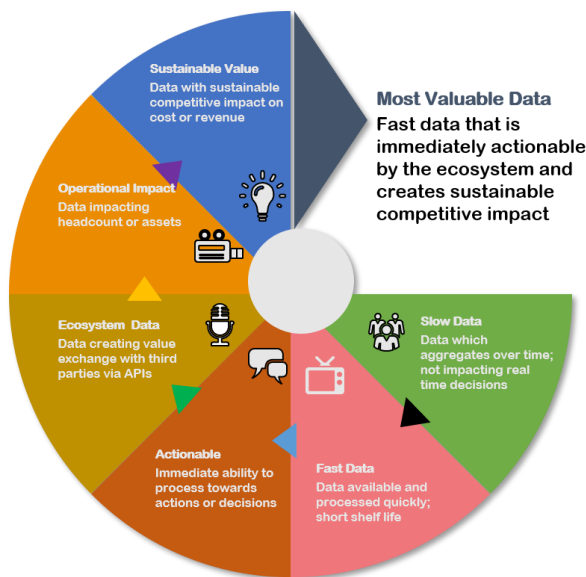 Sustainable Value
Data with sustainable
competitive impact on
cost or revenue
Most Valuable Data
Fast data that is
immediately actionable
by the ecosystem and
creates sustainable
competitive impact
Operational Impact
Data impacting
headcount or assets
Ecosystem Data
Data creating value
exchange with third
parties via APIs
Slow Data
Data which
aggregates over time;
not impacting real
time decisions
Actionable
Immediate ability to
process towards
actions or decisions
Fast Data
Data available and
processed quickly;
short shelf life